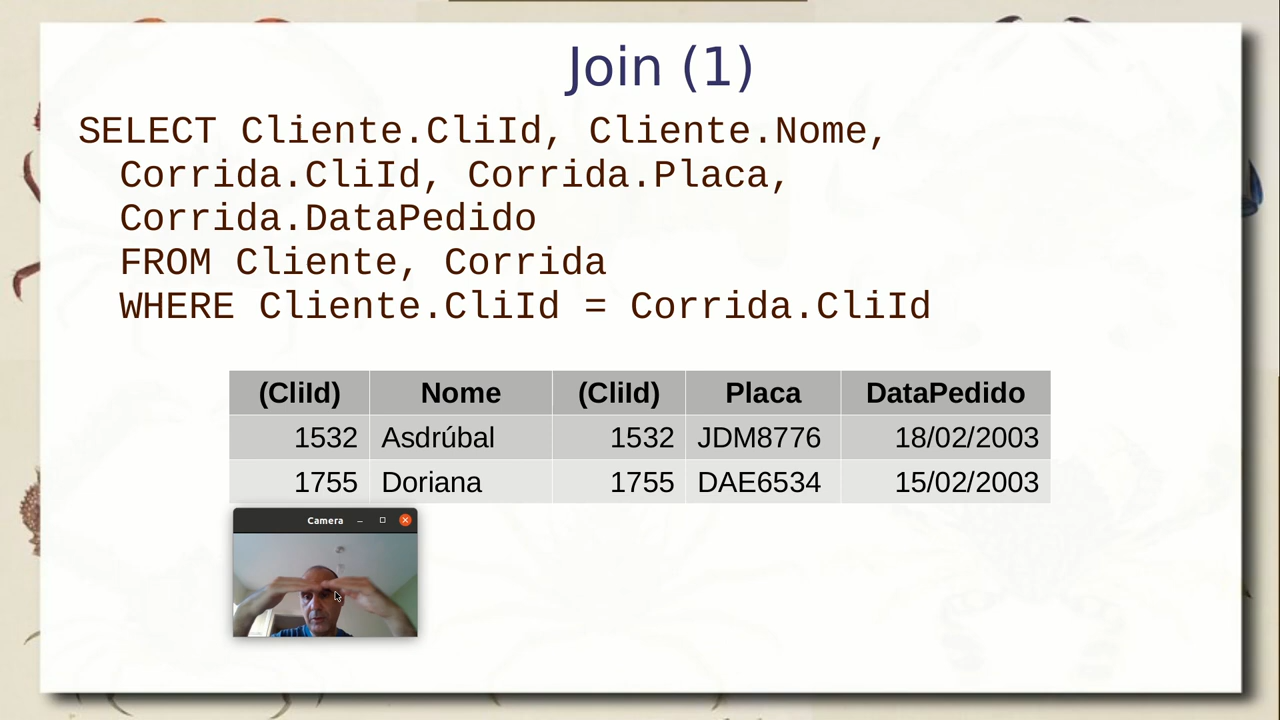 Join (1)
SELECT Cliente.CliId, Cliente.Nome,
Corrida.CliId, Corrida.Placa,
Corrida.DataPedido
FROM Cliente, Corrida
WHERE Cliente.CliId = Corrida.CliId
(CliId) Nome (CliId) Placa DataPedido
1532 Asdrúbal 1532 JDM8776 18/02/2003
1755 Doriana 1755 DAE6534 15/02/2003
Camera